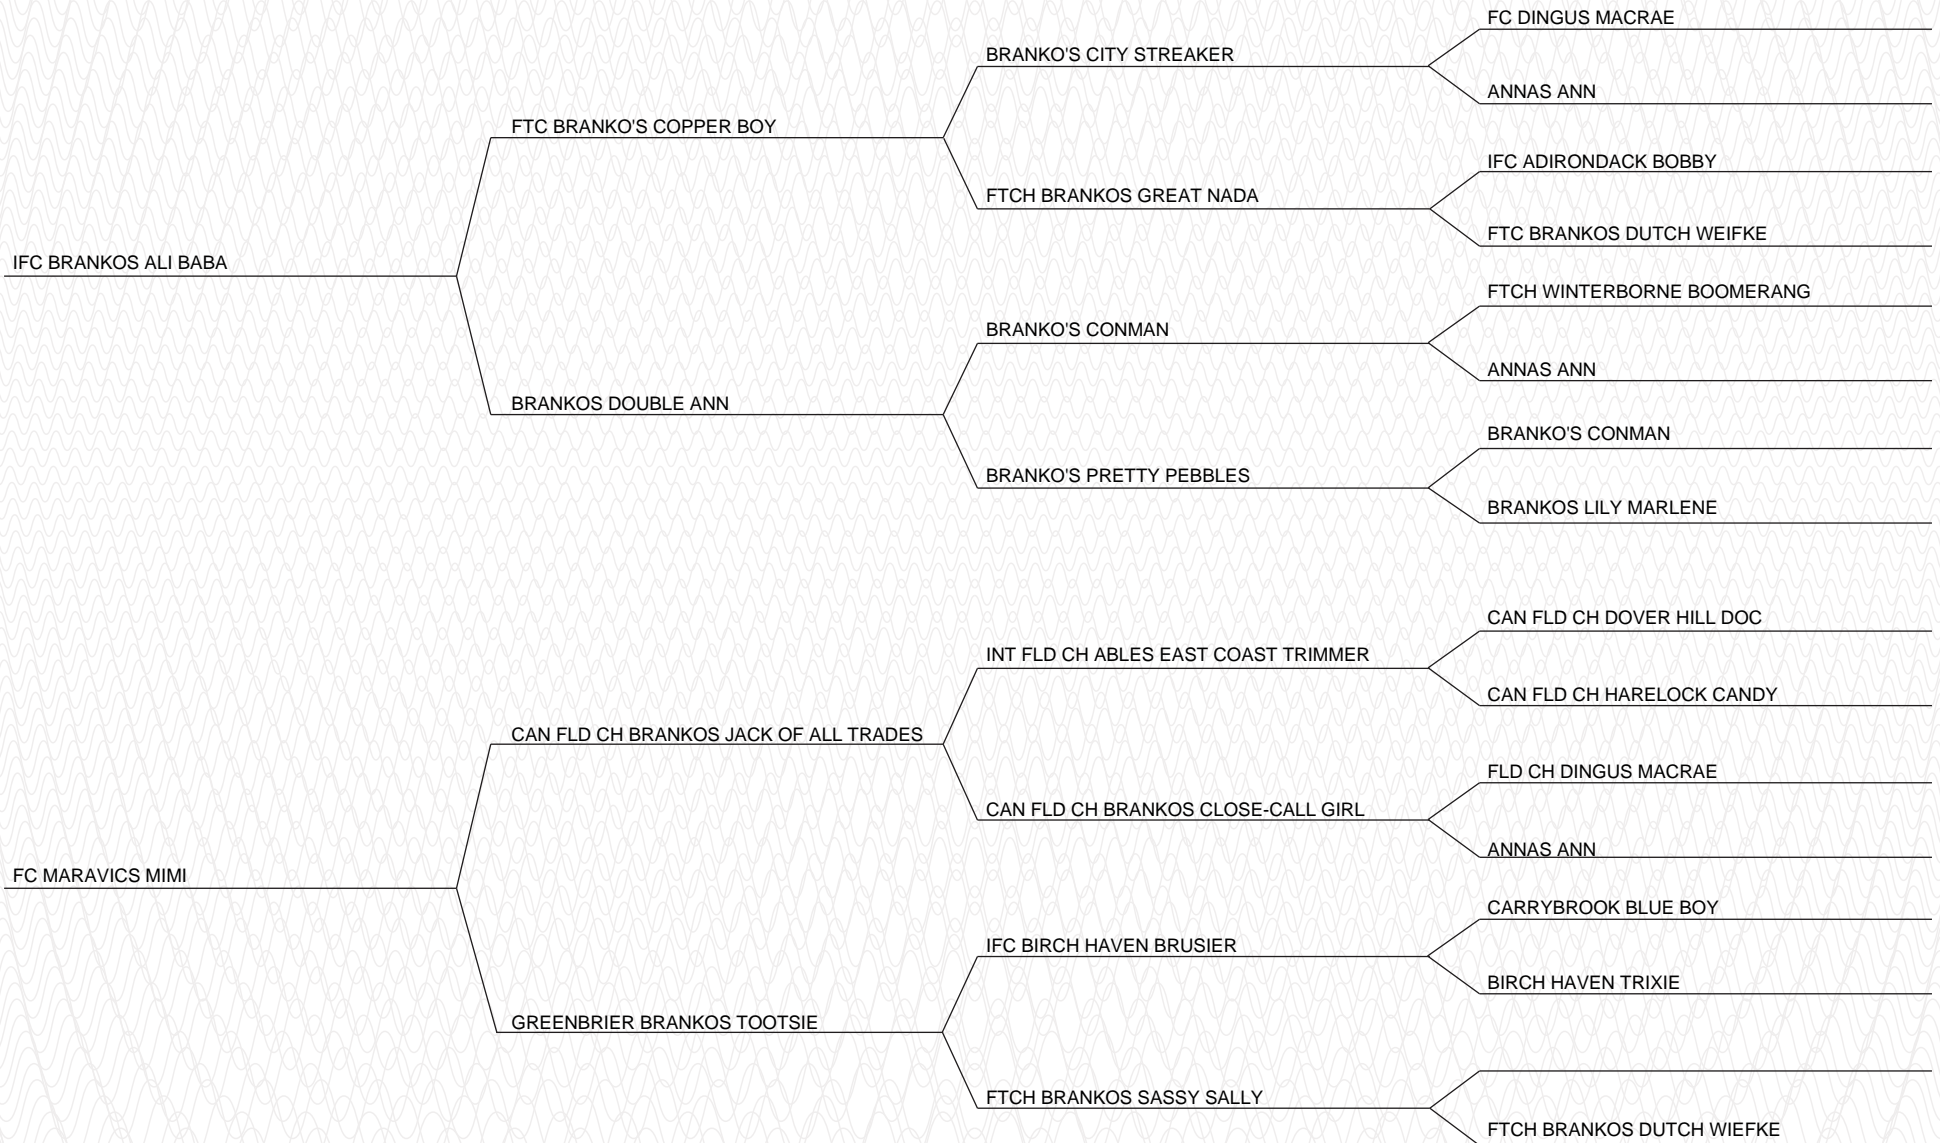 FC DINGUS MACRAE
BRANKO'S CITY STREAKER
ANNAS ANN
FTC BRANKO'S COPPER BOY
IFC ADIRONDACK BOBBY
FTCH BRANKOS GREAT NADA
FTC BRANKOS DUTCH WEIFKE
IFC BRANKOS ALI BABA
FTCH WINTERBORNE BOOMERANG
BRANKO'S CONMAN
ANNAS ANN
BRANKOS DOUBLE ANN
BRANKO'S CONMAN
BRANKO'S PRETTY PEBBLES
BRANKOS LILY MARLENE
CAN FLD CH DOVER HILL DOC
INT FLD CH ABLES EAST COAST TRIMMER
CAN FLD CH HARELOCK CANDY
CAN FLD CH BRANKOS JACK OF ALL TRADES
FLD CH DINGUS MACRAE
CAN FLD CH BRANKOS CLOSE-CALL GIRL
ANNAS ANN
FC MARAVICS MIMI
CARRYBROOK BLUE BOY
IFC BIRCH HAVEN BRUSIER
BIRCH HAVEN TRIXIE
GREENBRIER BRANKOS TOOTSIE
FTCH BRANKOS SASSY SALLY
FTCH BRANKOS DUTCH WIEFKE